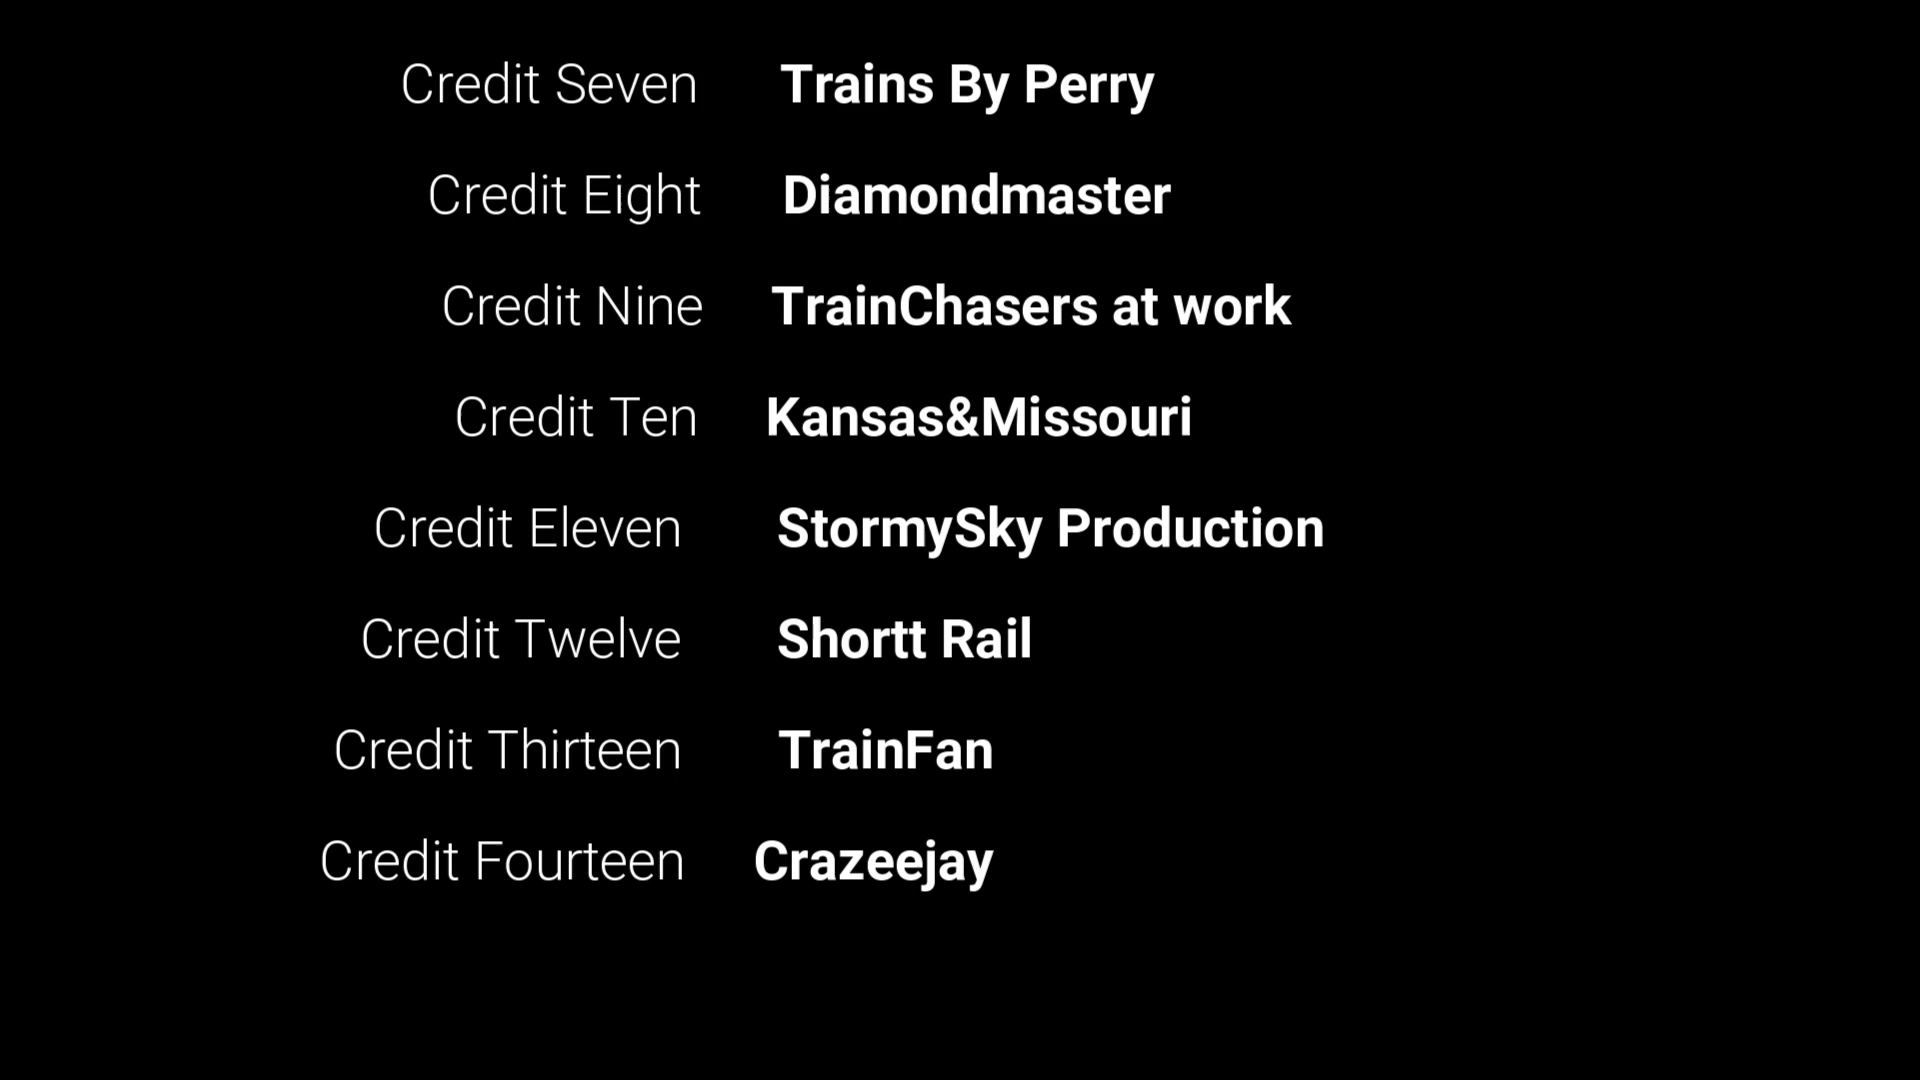 Credit Seven Trains By Perry
Credit Eight Diamondmaster
Credit Nine TrainChasers at work
Credit Ten Kansas&Missouri
Credit Eleven StormySky Production
Credit Twelve Shortt Rail
Credit Thirteen TrainFan
Credit Fourteen Crazeejay